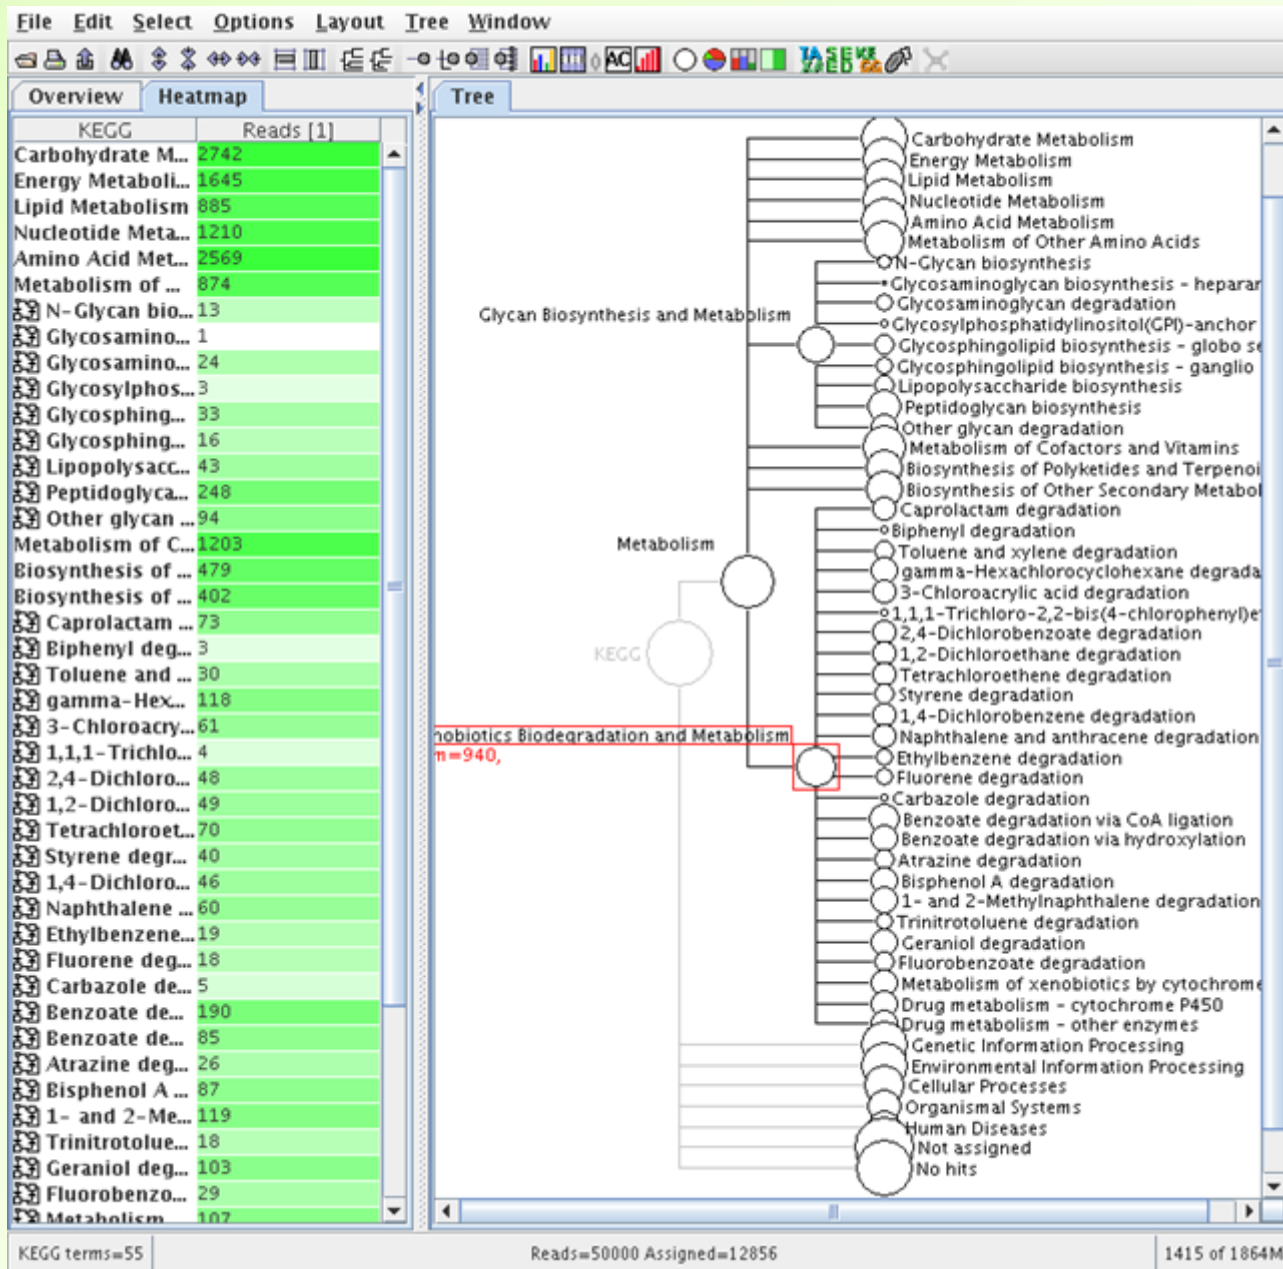 File Edit Select Options Layout Tree Window
AC
Overview Heatmap
KEGG Reads [1]
Carbohydrate M... 2742
Energy Metaboli... 1645
Lipid Metabolism 885
Nucleotide Meta... 1210
Amino Acid Met... 2569
Metabolism of ... 874
N-Glycan bio... 13
Glycosamino... 1
Glycosamino... 24
Glycosylphos... 3
Glycosphing... 33
Glycosphing... 16
Lipopolysacc... 43
Peptidoglyca... 248
Other glycan ... 94
Metabolism of C... 1203
Biosynthesis of ... 479
Biosynthesis of ... 402
Caprolactam ... 73
Biphenyl deg... 3
Toluene and ... 30
gamma-Hex... 118
3-Chloroacry... 61
1,1,1-Trichlo... 4
2,4-Dichloro... 48
1,2-Dichloro... 49
Tetrachloroet... 70
Styrene degr... 40
1,4-Dichloro... 46
Naphthalene ... 60
Ethylbenzene... 19
Fluorene deg... 18
Carbazole de... 5
Benzoate de... 190
Benzoate de... 85
Atrazine deg... 26
Bisphenol A ... 87
1- and 2-Me... 119
Trinitrotolue... 18
Geraniol deg... 103
Fluorobenzo... 29
Metabolism 107
Tree
Carbohydrate Metabolism
Energy Metabolism
Lipid Metabolism
Nucleotide Metabolism
Amino Acid Metabolism
Metabolism of Other Amino Acids
N-Glycan biosynthesis
Glycosaminoglycan biosynthesis - heparar
Glycosaminoglycan degradation
Glycan Biosynthesis and Metabolism
Glycosylphosphatidylinositol(GPI)-anchor
Glycosphingolipid biosynthesis - globo se
Glycosphingolipid biosynthesis - ganglio
Lipopolysaccharide biosynthesis
Peptidoglycan biosynthesis
Other glycan degradation
Metabolism of Cofactors and Vitamins
Biosynthesis of Polyketides and Terpenoi
Biosynthesis of Other Secondary Metabol
Caprolactam degradation
Biphenyl degradation
Metabolism
Toluene and xylene degradation
gamma-Hexachlorocyclohexane degrada
3-Chloroacrylic acid degradation
1,1,1-Trichloro-2,2-bis(4-chlorophenyl)et
2,4-Dichlorobenzoate degradation
KEGG
1,2-Dichloroethane degradation
Tetrachloroethene degradation
Styrene degradation
1,4-Dichlorobenzene degradation
nobiotics Biodegradation and Metabolism
Naphthalene and anthracene degradation
m=940,
Ethylbenzene degradation
Fluorene degradation
Carbazole degradation
Benzoate degradation via CoA ligation
Benzoate degradation via hydroxylation
Atrazine degradation
Bisphenol A degradation
1- and 2-Methylnaphthalene degradation
Trinitrotoluene degradation
Geraniol degradation
Fluorobenzoate degradation
Metabolism of xenobiotics by cytochrome
Drug metabolism - cytochrome P450
Drug metabolism - other enzymes
Genetic Information Processing
Environmental Information Processing
Cellular Processes
Organismal Systems
Human Diseases
Not assigned
No hits
KEGG terms=55 Reads=50000 Assigned=12856 1415 of 1864M